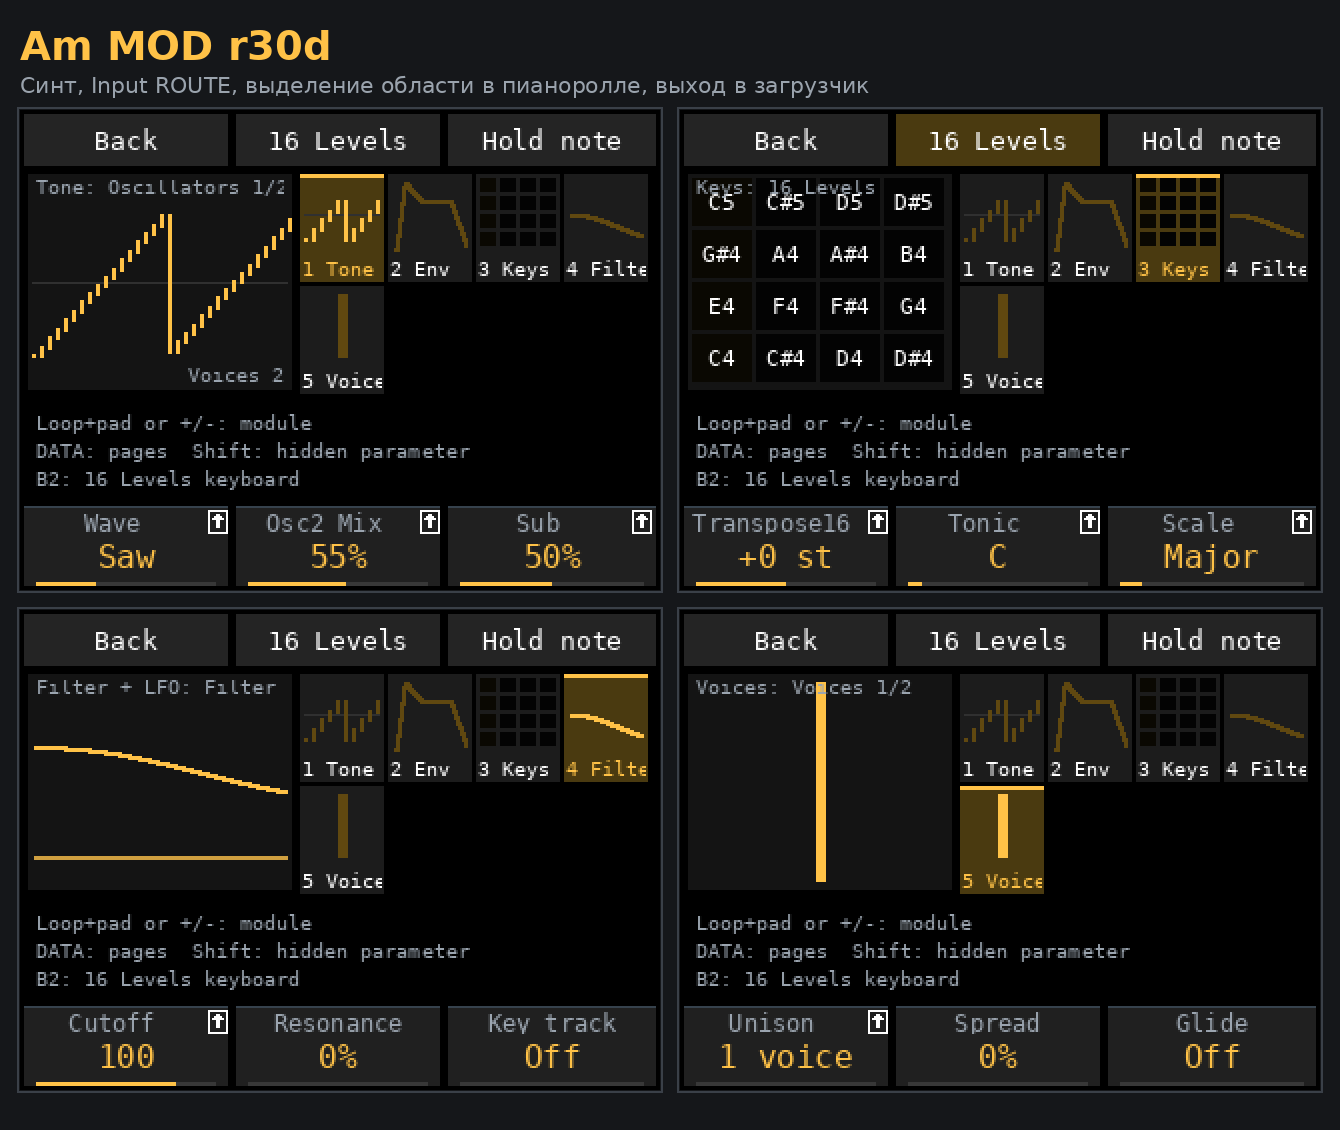 Am MOD r30d
Синт, Input ROUTE, выделение области в пианоролле, выход в загрузчик
Back 16 Levels Hold note
Tone: Oscillators 1/2
Voices 2
1 Tone 2 Env 3 Keys 4 Filte
5 Voice
Loop+pad or +/-: module
DATA: pages Shift: hidden parameter
B2: 16 Levels keyboard
Wave Osc2 Mix Sub
Saw 55% 50%
Back 16 Levels Hold note
Keys: 16 Levels
C5 C#5 D5 D#5
G#4 A4 A#4 B4
E4 F4 F#4 G4
C4 C#4 D4 D#4
1 Tone 2 Env 3 Keys 4 Filte
5 Voice
Loop+pad or +/-: module
DATA: pages Shift: hidden parameter
B2: 16 Levels keyboard
Transpose16 Tonic Scale
+0 st C Major
Back 16 Levels Hold note
Filter + LFO: Filter
1 Tone 2 Env 3 Keys 4 Filte
5 Voice
Loop+pad or +/-: module
DATA: pages Shift: hidden parameter
B2: 16 Levels keyboard
Cutoff Resonance Key track
100 0% Off
Back 16 Levels Hold note
Voices: Voices 1/2
1 Tone 2 Env 3 Keys 4 Filte
5 Voice
Loop+pad or +/-: module
DATA: pages Shift: hidden parameter
B2: 16 Levels keyboard
Unison Spread Glide
1 voice 0% Off